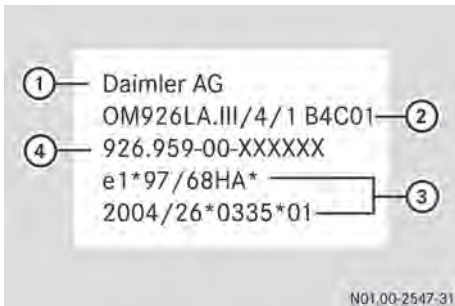 1 Daimler AG
OM926LA.III/4/1 B4C01 2
4 926.959-00-XXXXXX
e1*97/68HA*
3
2004/26*0335*01
N01.00-2547-31